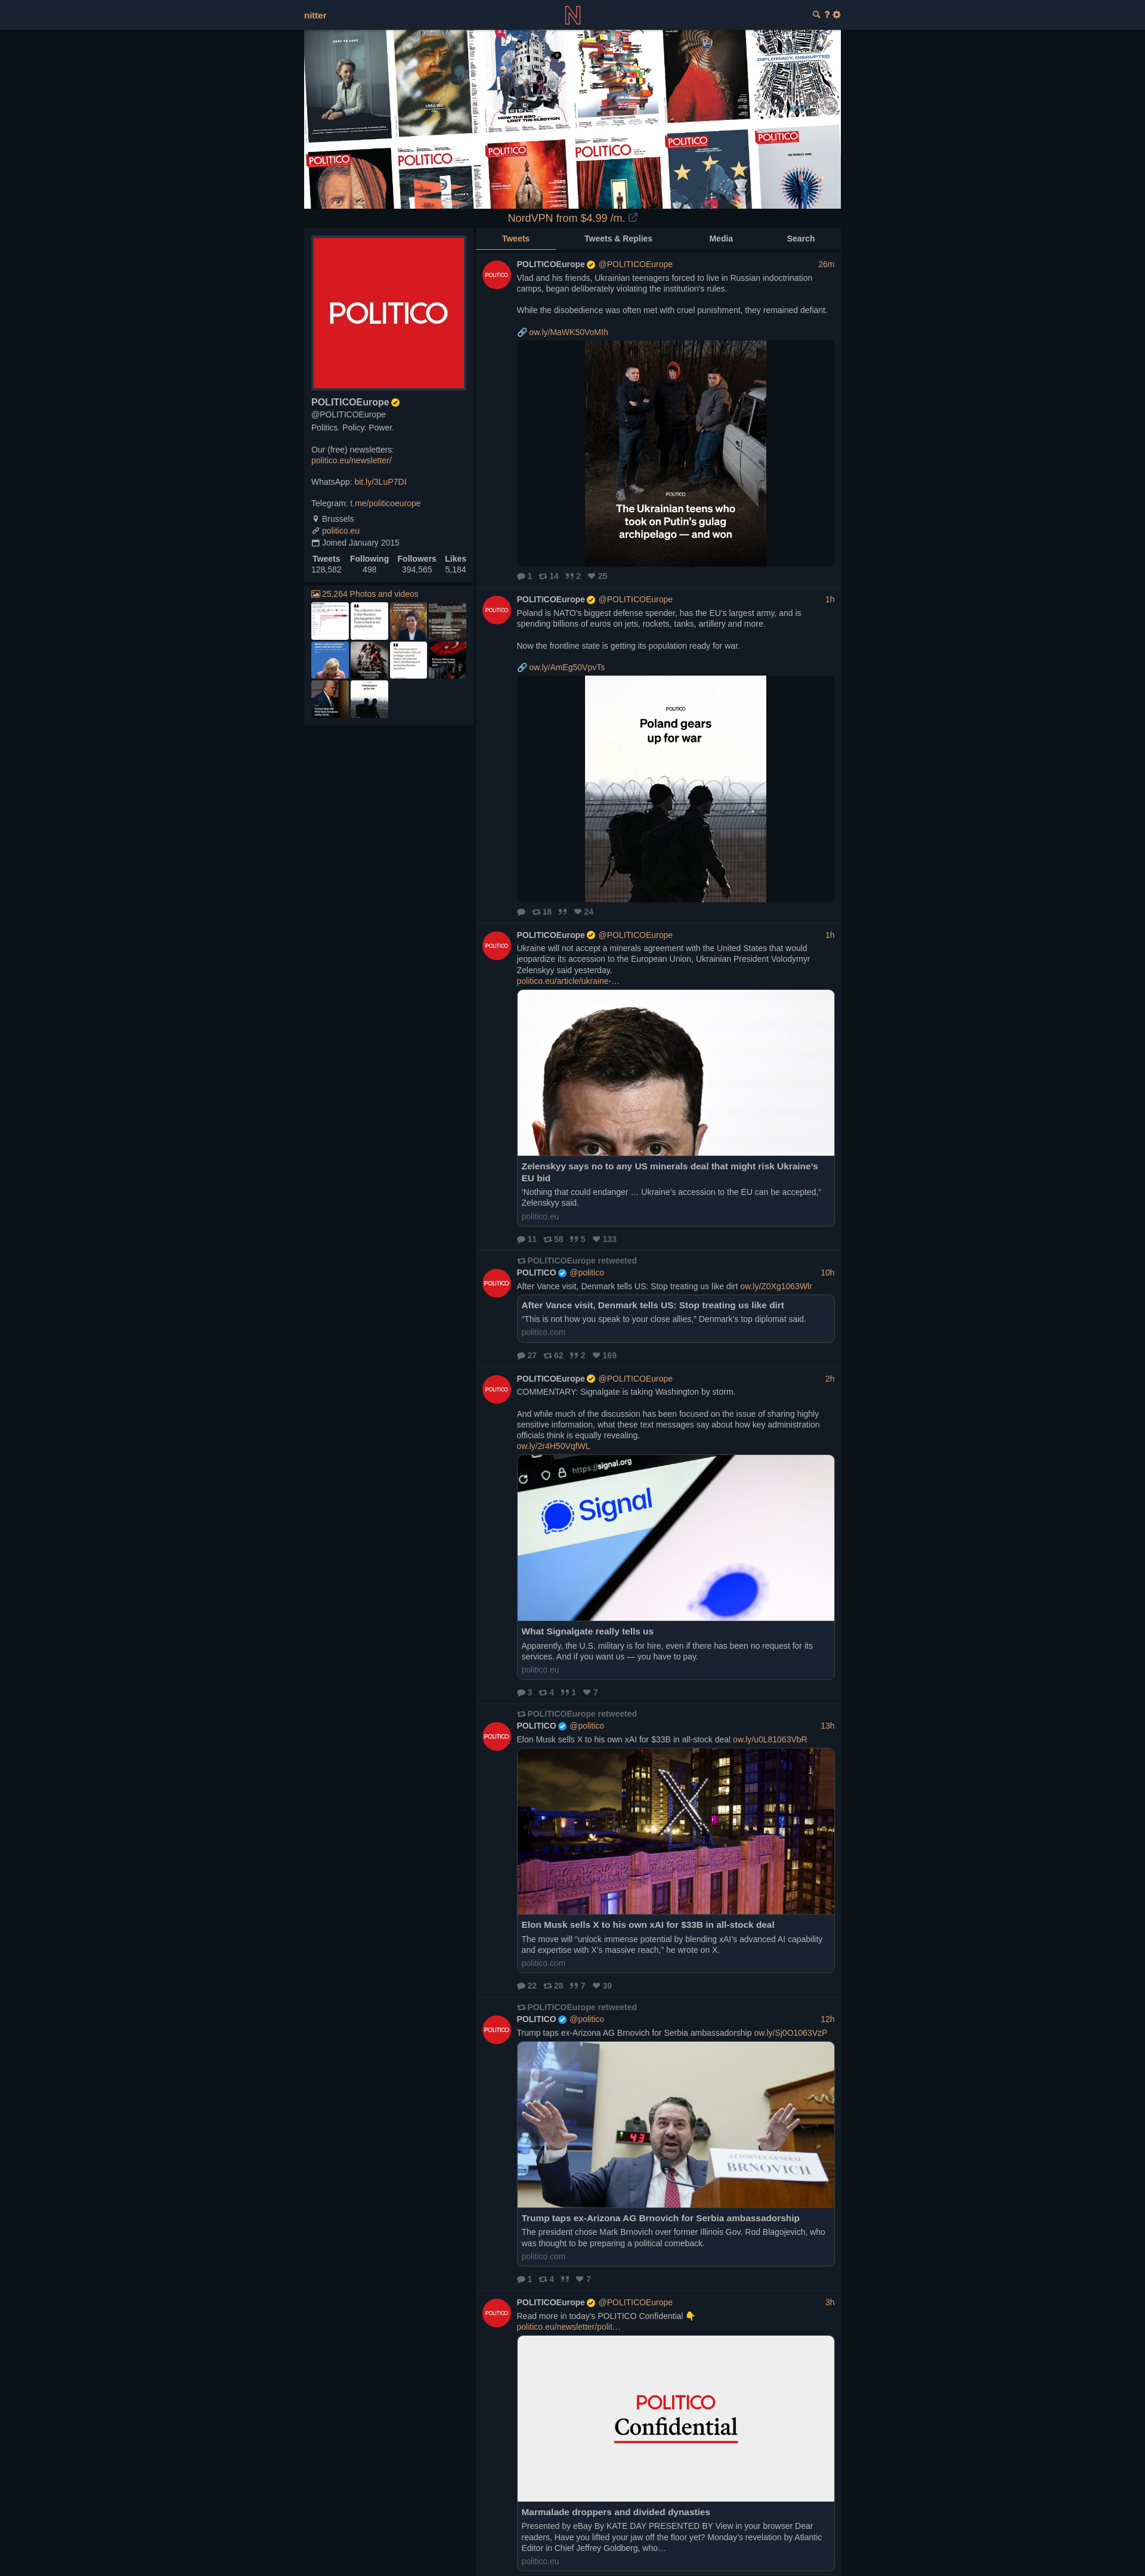 nitter
HOW THE BBQ
LOST THE ELECTION
DIPLOMACY, DISRUPTED
POLITICO
POLITICO
POLITICO
POLITICO
POLITICO
POLITICO
NordVPN from $4.99 /m.
Tweets
Tweets & Replies
Media
Search
POLITICO
POLITICOEurope
@POLITICOEurope
Politics. Policy. Power.
Our (free) newsletters:
politico.eu/newsletter/
WhatsApp: bit.ly/3LuP7DI
Telegram: t.me/politicoeurope
Brussels
politico.eu
Joined January 2015
Tweets Following Followers Likes
128,582 498 394,565 5,184
25,264 Photos and videos
POLITICO
POLITICOEurope @POLITICOEurope 26m
Vlad and his friends, Ukrainian teenagers forced to live in Russian indoctrination
camps, began deliberately violating the institution's rules.
While the disobedience was often met with cruel punishment, they remained defiant.
🔗 ow.ly/MaWK50VoMIh
POLITICO
The Ukrainian teens who
took on Putin's gulag
archipelago — and won
1 14 2 25
POLITICO
POLITICOEurope @POLITICOEurope 1h
Poland is NATO's biggest defense spender, has the EU's largest army, and is
spending billions of euros on jets, rockets, tanks, artillery and more.
Now the frontline state is getting its population ready for war.
🔗 ow.ly/AmEg50VpvTs
POLITICO
Poland gears
up for war
18 24
POLITICO
POLITICOEurope @POLITICOEurope 1h
Ukraine will not accept a minerals agreement with the United States that would
jeopardize its accession to the European Union, Ukrainian President Volodymyr
Zelenskyy said yesterday.
politico.eu/article/ukraine-…
Zelenskyy says no to any US minerals deal that might risk Ukraine’s
EU bid
'Nothing that could endanger … Ukraine’s accession to the EU can be accepted,”
Zelenskyy said.
politico.eu
11 58 5 133
POLITICOEurope retweeted
POLITICO
POLITICO @politico 10h
After Vance visit, Denmark tells US: Stop treating us like dirt ow.ly/Z0Xg1063Wlr
After Vance visit, Denmark tells US: Stop treating us like dirt
“This is not how you speak to your close allies,” Denmark’s top diplomat said.
politico.com
27 62 2 169
POLITICO
POLITICOEurope @POLITICOEurope 2h
COMMENTARY: Signalgate is taking Washington by storm.
And while much of the discussion has been focused on the issue of sharing highly
sensitive information, what these text messages say about how key administration
officials think is equally revealing.
ow.ly/2r4H50VqfWL
https://signal.org
Signal
What Signalgate really tells us
Apparently, the U.S. military is for hire, even if there has been no request for its
services. And if you want us — you have to pay.
politico.eu
3 4 1 7
POLITICOEurope retweeted
POLITICO
POLITICO @politico 13h
Elon Musk sells X to his own xAI for $33B in all-stock deal ow.ly/u0L81063VbR
Elon Musk sells X to his own xAI for $33B in all-stock deal
The move will “unlock immense potential by blending xAI’s advanced AI capability
and expertise with X’s massive reach,” he wrote on X.
politico.com
22 28 7 39
POLITICOEurope retweeted
POLITICO
POLITICO @politico 12h
Trump taps ex-Arizona AG Brnovich for Serbia ambassadorship ow.ly/Sj0O1063VzP
4:43
ATTORNEY GENERAL
BRNOVICH
Trump taps ex-Arizona AG Brnovich for Serbia ambassadorship
The president chose Mark Brnovich over former Illinois Gov. Rod Blagojevich, who
was thought to be preparing a political comeback.
politico.com
1 4 7
POLITICO
POLITICOEurope @POLITICOEurope 3h
Read more in today's POLITICO Confidential 👇
politico.eu/newsletter/polit…
POLITICO
Confidential
Marmalade droppers and divided dynasties
Presented by eBay By KATE DAY PRESENTED BY View in your browser Dear
readers, Have you lifted your jaw off the floor yet? Monday’s revelation by Atlantic
Editor in Chief Jeffrey Goldberg, who…
politico.eu